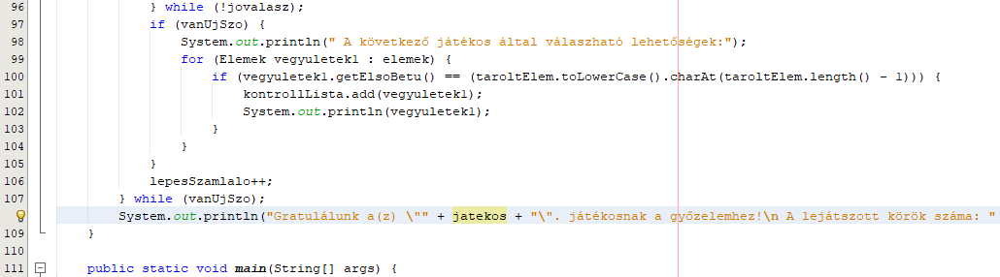 96 } while (!jovalasz);
97 if (vanUjSzo) {
98 System.out.println(" A következő játékos által válaszható lehetőségek:");
99 for (Elemek vegyuletek1 : elemek) {
100 if (vegyuletek1.getElsoBetu() == (taroltElem.toLowerCase().charAt(taroltElem.length() - 1))) {
101 kontrollLista.add(vegyuletek1);
102 System.out.println(vegyuletek1);
103 }
104 }
105 }
106 lepesSzamlalo++;
107 } while (vanUjSzo);
System.out.println("Gratulálunk a(z) \"" + jatekos + "\". játékosnak a győzelemhez!\n A lejátszott körök száma: "
109 }
110
111 public static void main(String[] args) {